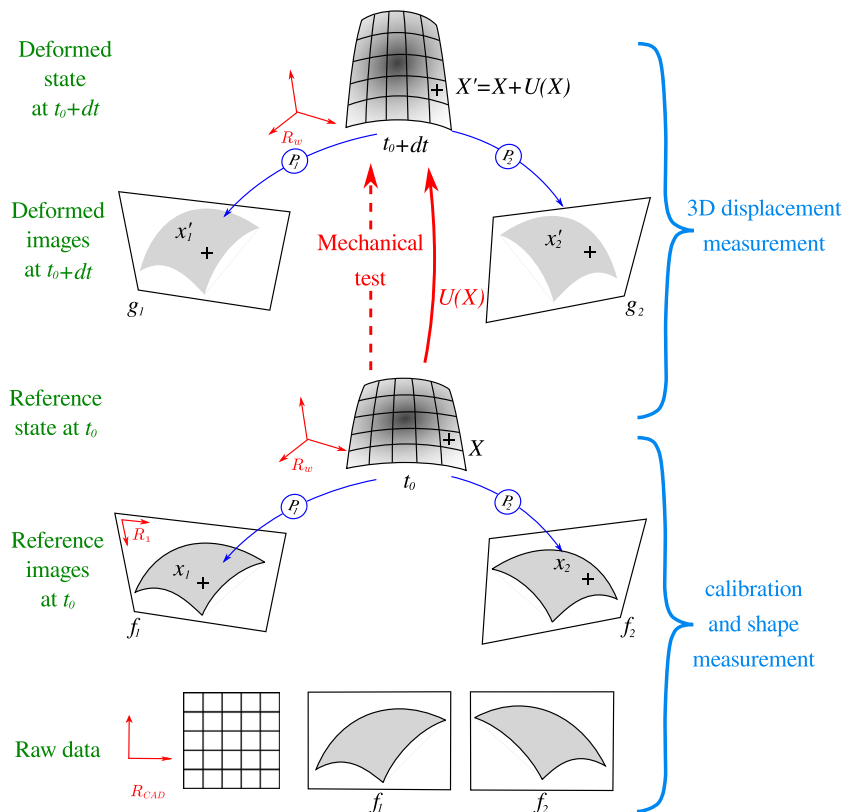 Deformed
state
at t₀+dt
X'=X+U(X)
R_w
t₀+dt
P₁
P₂
Deformed
images
at t₀+dt
x'₁
x'₂
g₁
g₂
Mechanical
test
U(X)
3D displacement
measurement
Reference
state at t₀
R_w
X
t₀
P₁
P₂
Reference
images
at t₀
R₁
x₁
x₂
f₁
f₂
calibration
and shape
measurement
Raw data
R_CAD
f₁
f₂